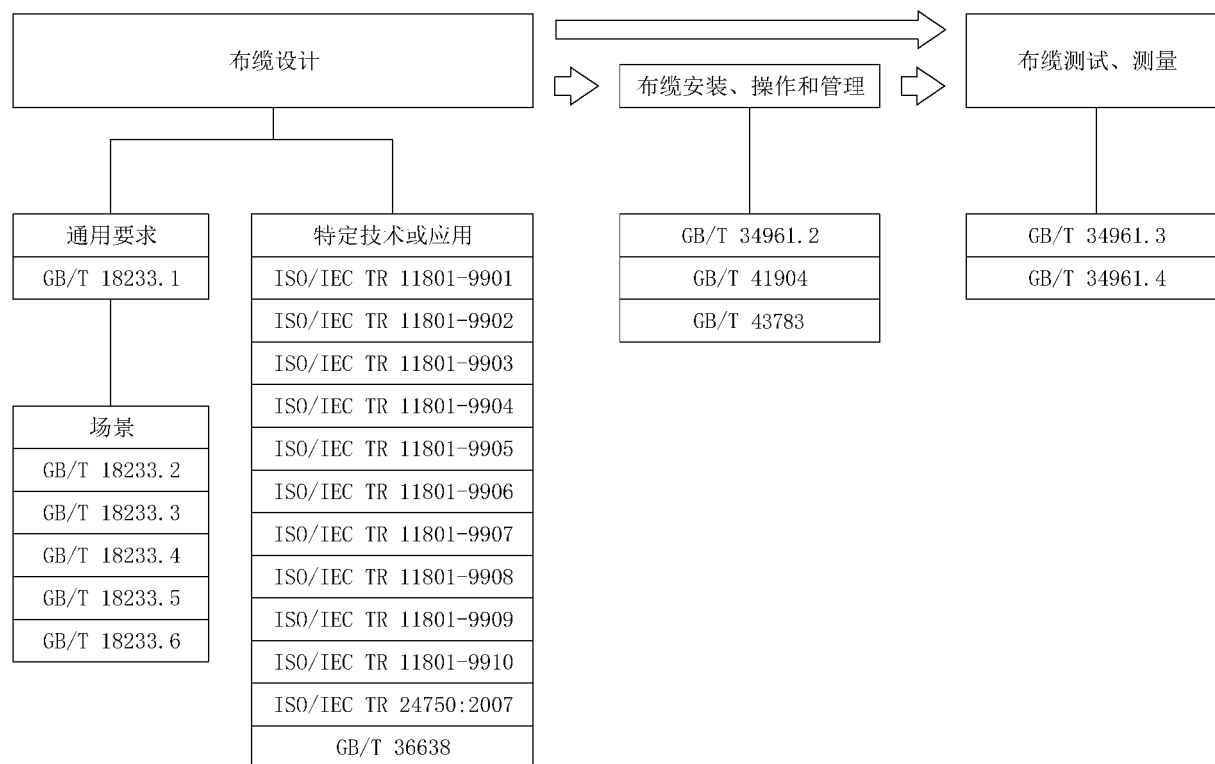 布缆设计
布缆安装、操作和管理
布缆测试、测量
通用要求
GB/T 18233.1
场景
GB/T 18233.2
GB/T 18233.3
GB/T 18233.4
GB/T 18233.5
GB/T 18233.6
特定技术或应用
ISO/IEC TR 11801-9901
ISO/IEC TR 11801-9902
ISO/IEC TR 11801-9903
ISO/IEC TR 11801-9904
ISO/IEC TR 11801-9905
ISO/IEC TR 11801-9906
ISO/IEC TR 11801-9907
ISO/IEC TR 11801-9908
ISO/IEC TR 11801-9909
ISO/IEC TR 11801-9910
ISO/IEC TR 24750:2007
GB/T 36638
GB/T 34961.2
GB/T 41904
GB/T 43783
GB/T 34961.3
GB/T 34961.4